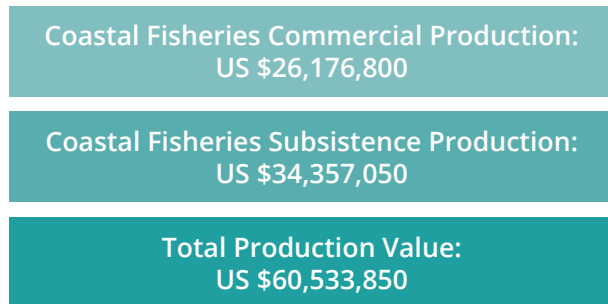 Coastal Fisheries Commercial Production:
US $26,176,800
Coastal Fisheries Subsistence Production:
US $34,357,050
Total Production Value:
US $60,533,850